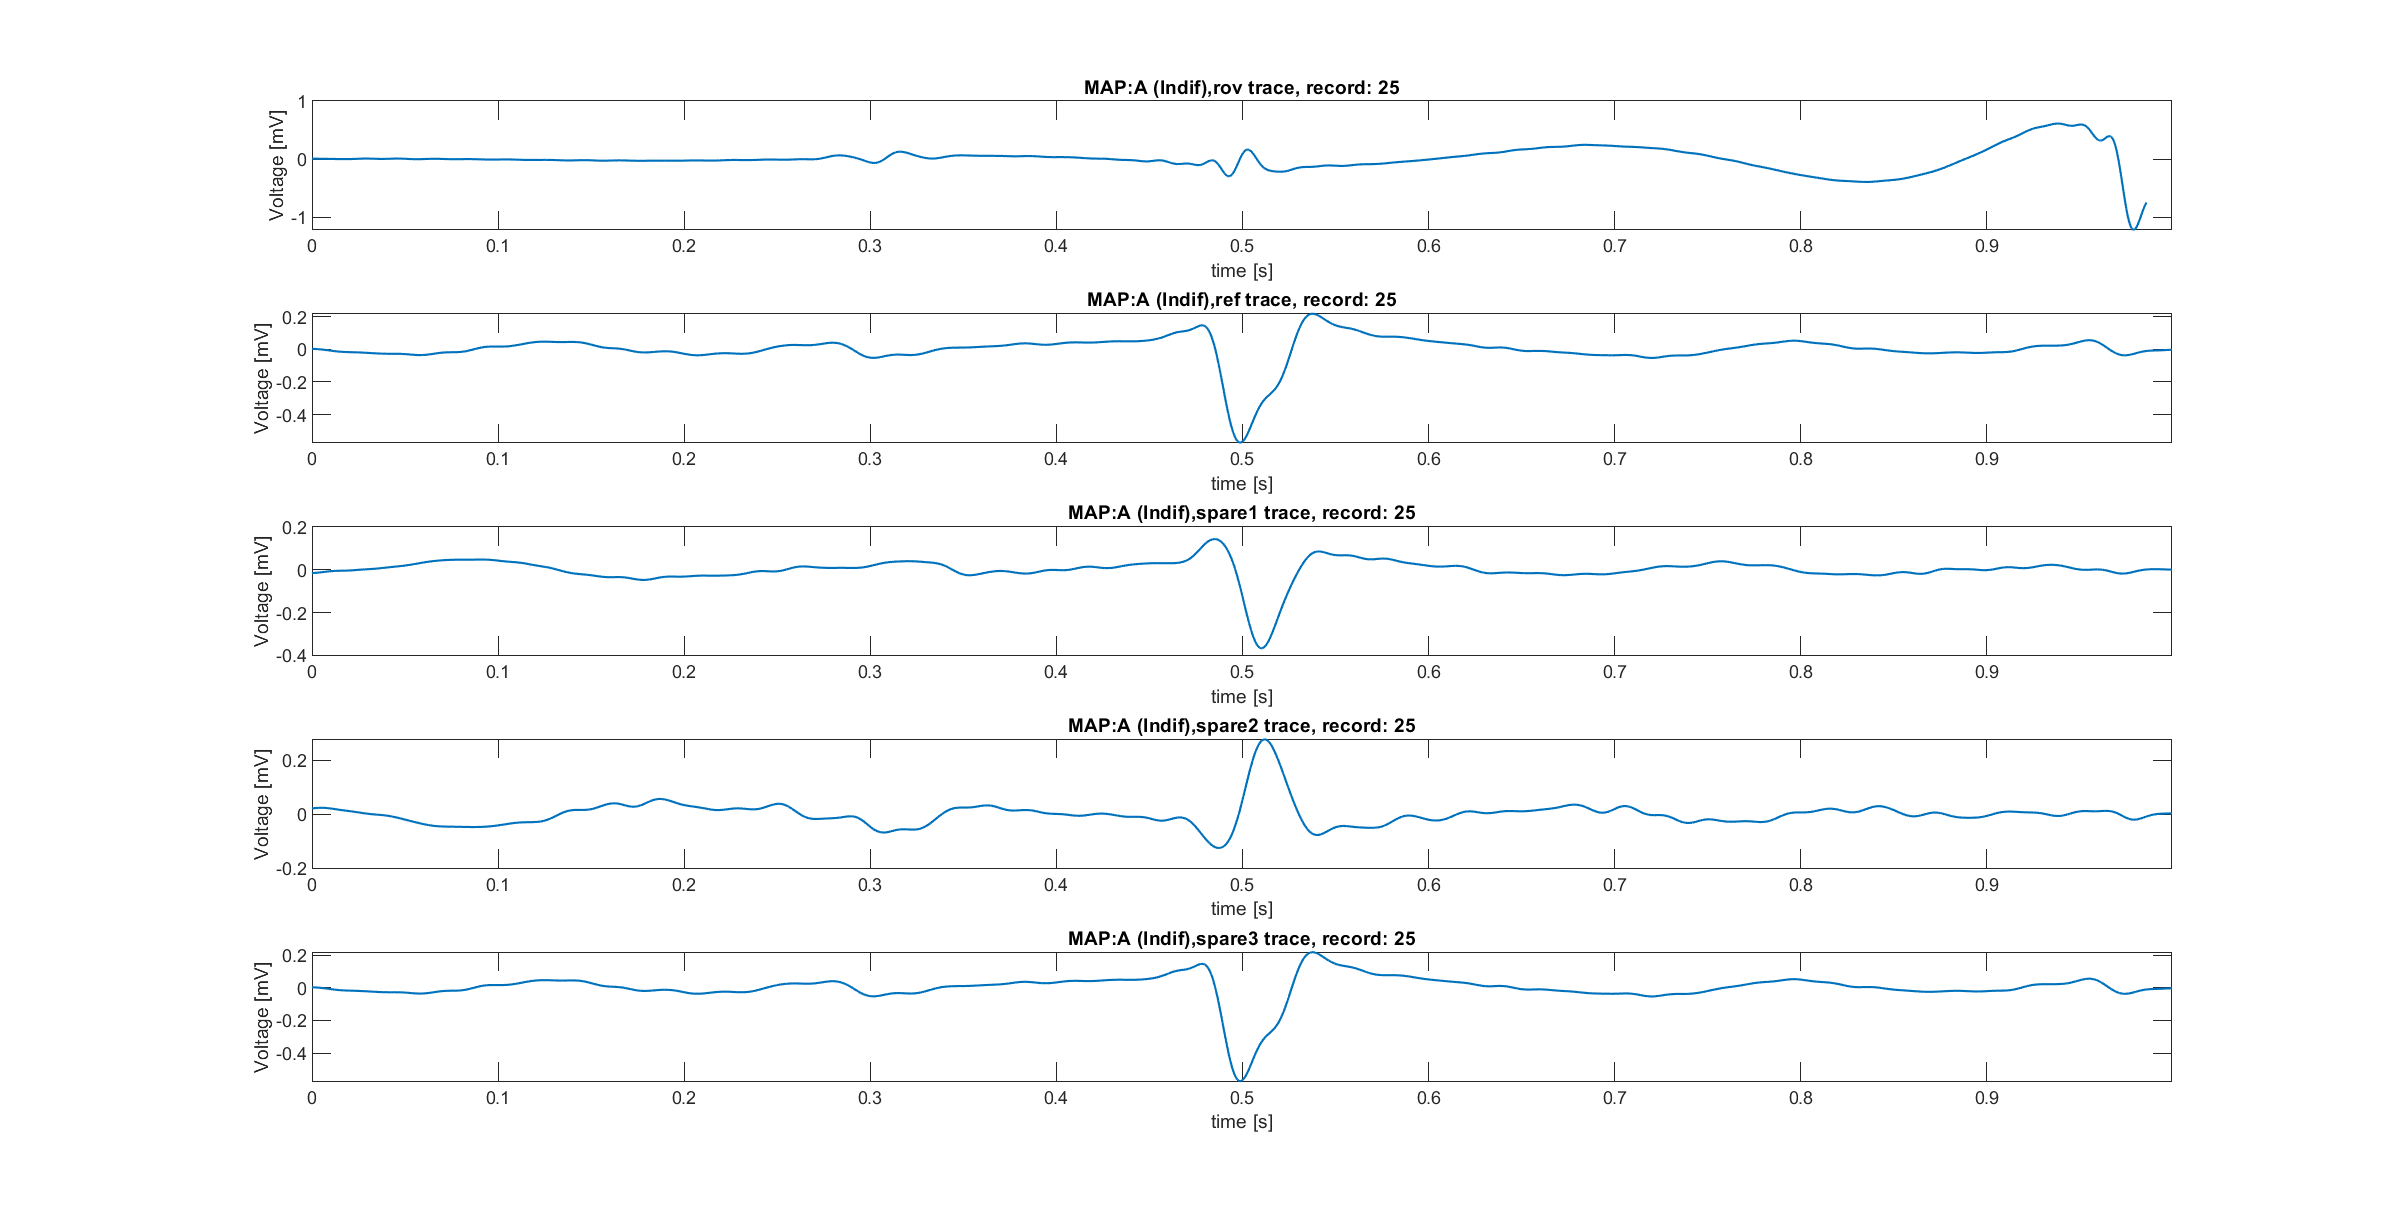 MAP:A (Indif),rov trace, record: 25
Voltage [mV]
1
0
-1
0 0.1 0.2 0.3 0.4 0.5 0.6 0.7 0.8 0.9
time [s]
MAP:A (Indif),ref trace, record: 25
Voltage [mV]
0.2
0
-0.2
-0.4
0 0.1 0.2 0.3 0.4 0.5 0.6 0.7 0.8 0.9
time [s]
MAP:A (Indif),spare1 trace, record: 25
Voltage [mV]
0.2
0
-0.2
-0.4
0 0.1 0.2 0.3 0.4 0.5 0.6 0.7 0.8 0.9
time [s]
MAP:A (Indif),spare2 trace, record: 25
Voltage [mV]
0.2
0
-0.2
0 0.1 0.2 0.3 0.4 0.5 0.6 0.7 0.8 0.9
time [s]
MAP:A (Indif),spare3 trace, record: 25
Voltage [mV]
0.2
0
-0.2
-0.4
0 0.1 0.2 0.3 0.4 0.5 0.6 0.7 0.8 0.9
time [s]